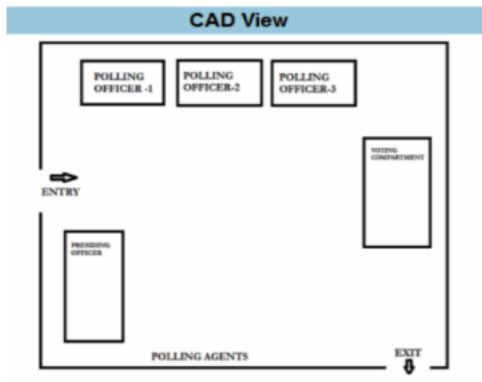 CAD View
POLLING
OFFICER -1
POLLING
OFFICER-2
POLLING
OFFICER-3
VOTING
COMPARTMENT
ENTRY
PRESIDING
OFFICER
POLLING AGENTS
EXIT